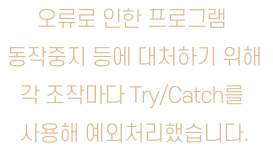 오류로 인한 프로그램
동작중지 등에 대처하기 위해
각 조작마다 Try/Catch를
사용해 예외처리했습니다.